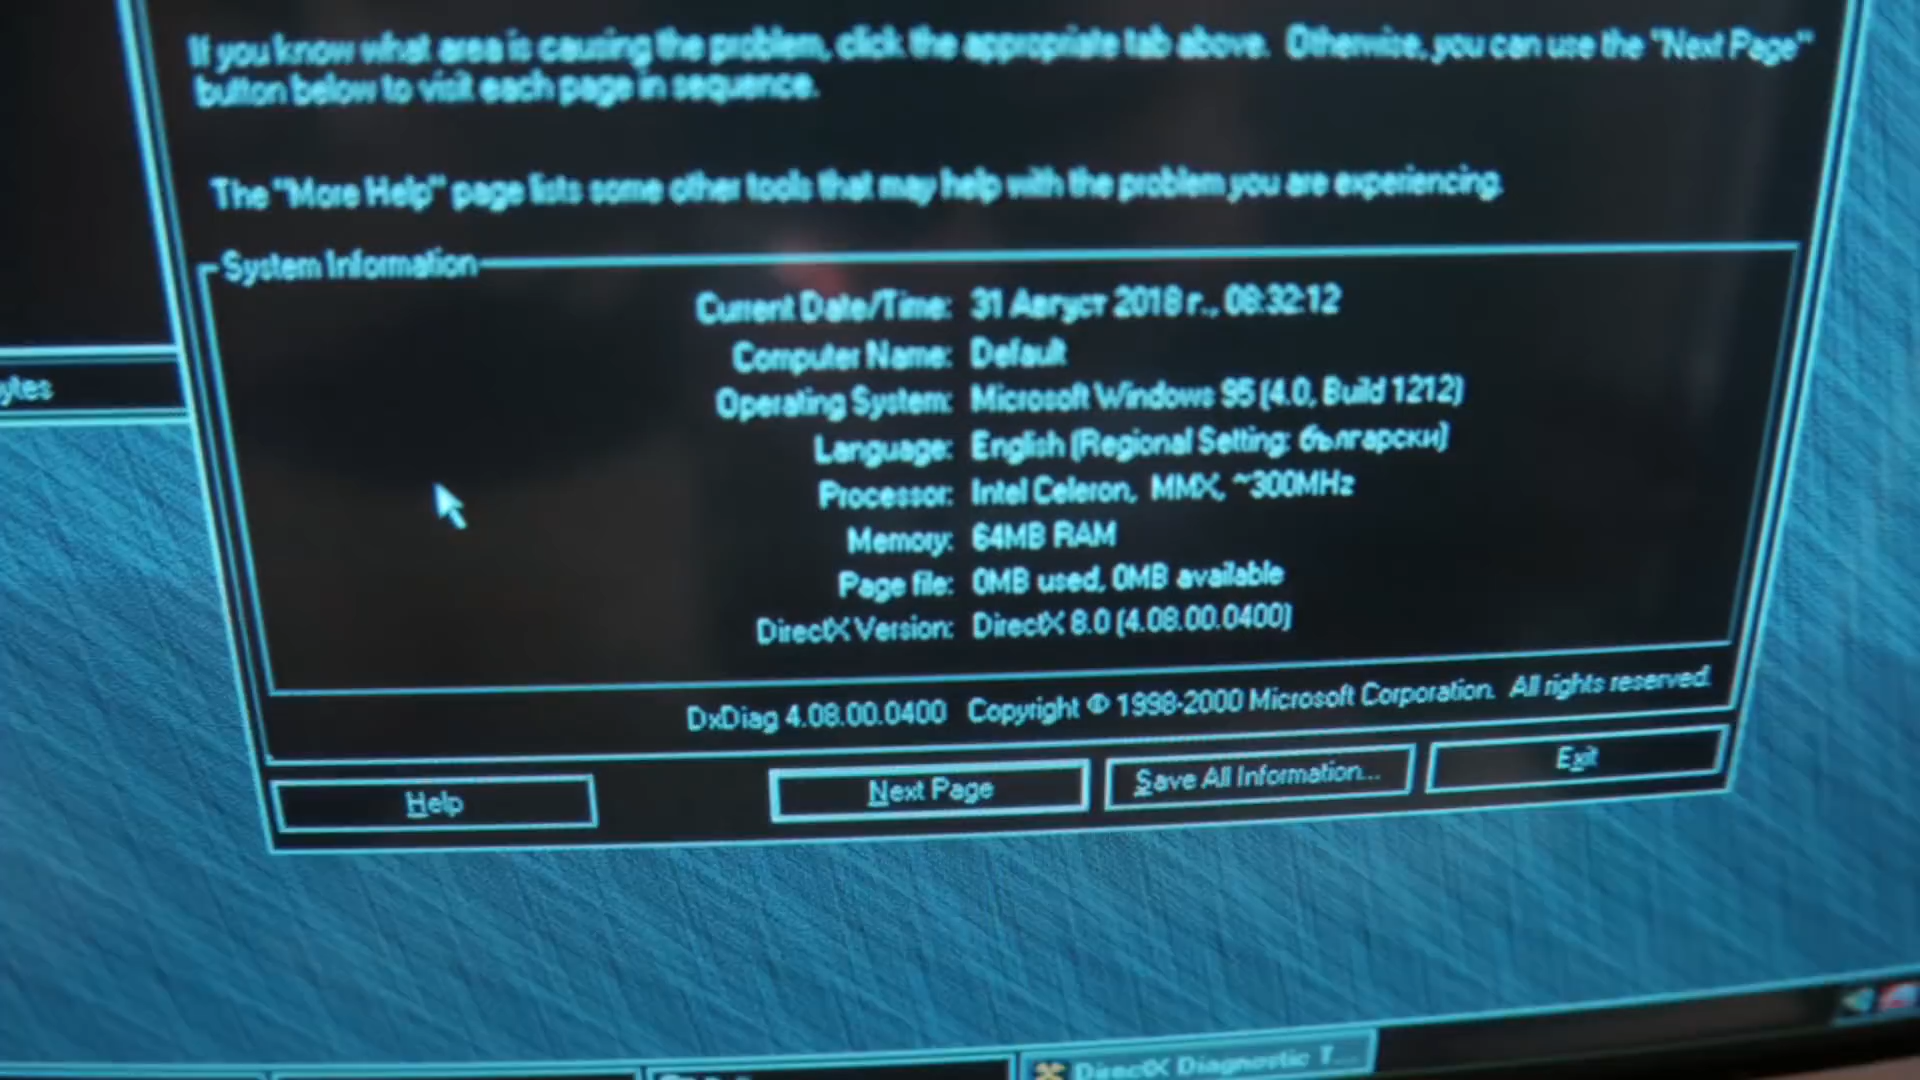 If you know what area is causing the problem, click the appropriate tab above. Otherwise, you can use the "Next Page"
button below to visit each page in sequence.
The "More Help" page lists some other tools that may help with the problem you are experiencing.
System Information
Current Date/Time: 31 Август 2018 г., 08:32:12
Computer Name: Default
Operating System: Microsoft Windows 95 (4.0, Build 1212)
ytes
Language: English (Regional Setting: български)
Processor: Intel Celeron, MMX, ~300MHz
Memory: 64MB RAM
Page file: 0MB used, 0MB available
DirectX Version: DirectX 8.0 (4.08.00.0400)
DxDiag 4.08.00.0400 Copyright © 1998-2000 Microsoft Corporation. All rights reserved.
Help Next Page Save All Information... Exit
DirectX Diagnostic T...